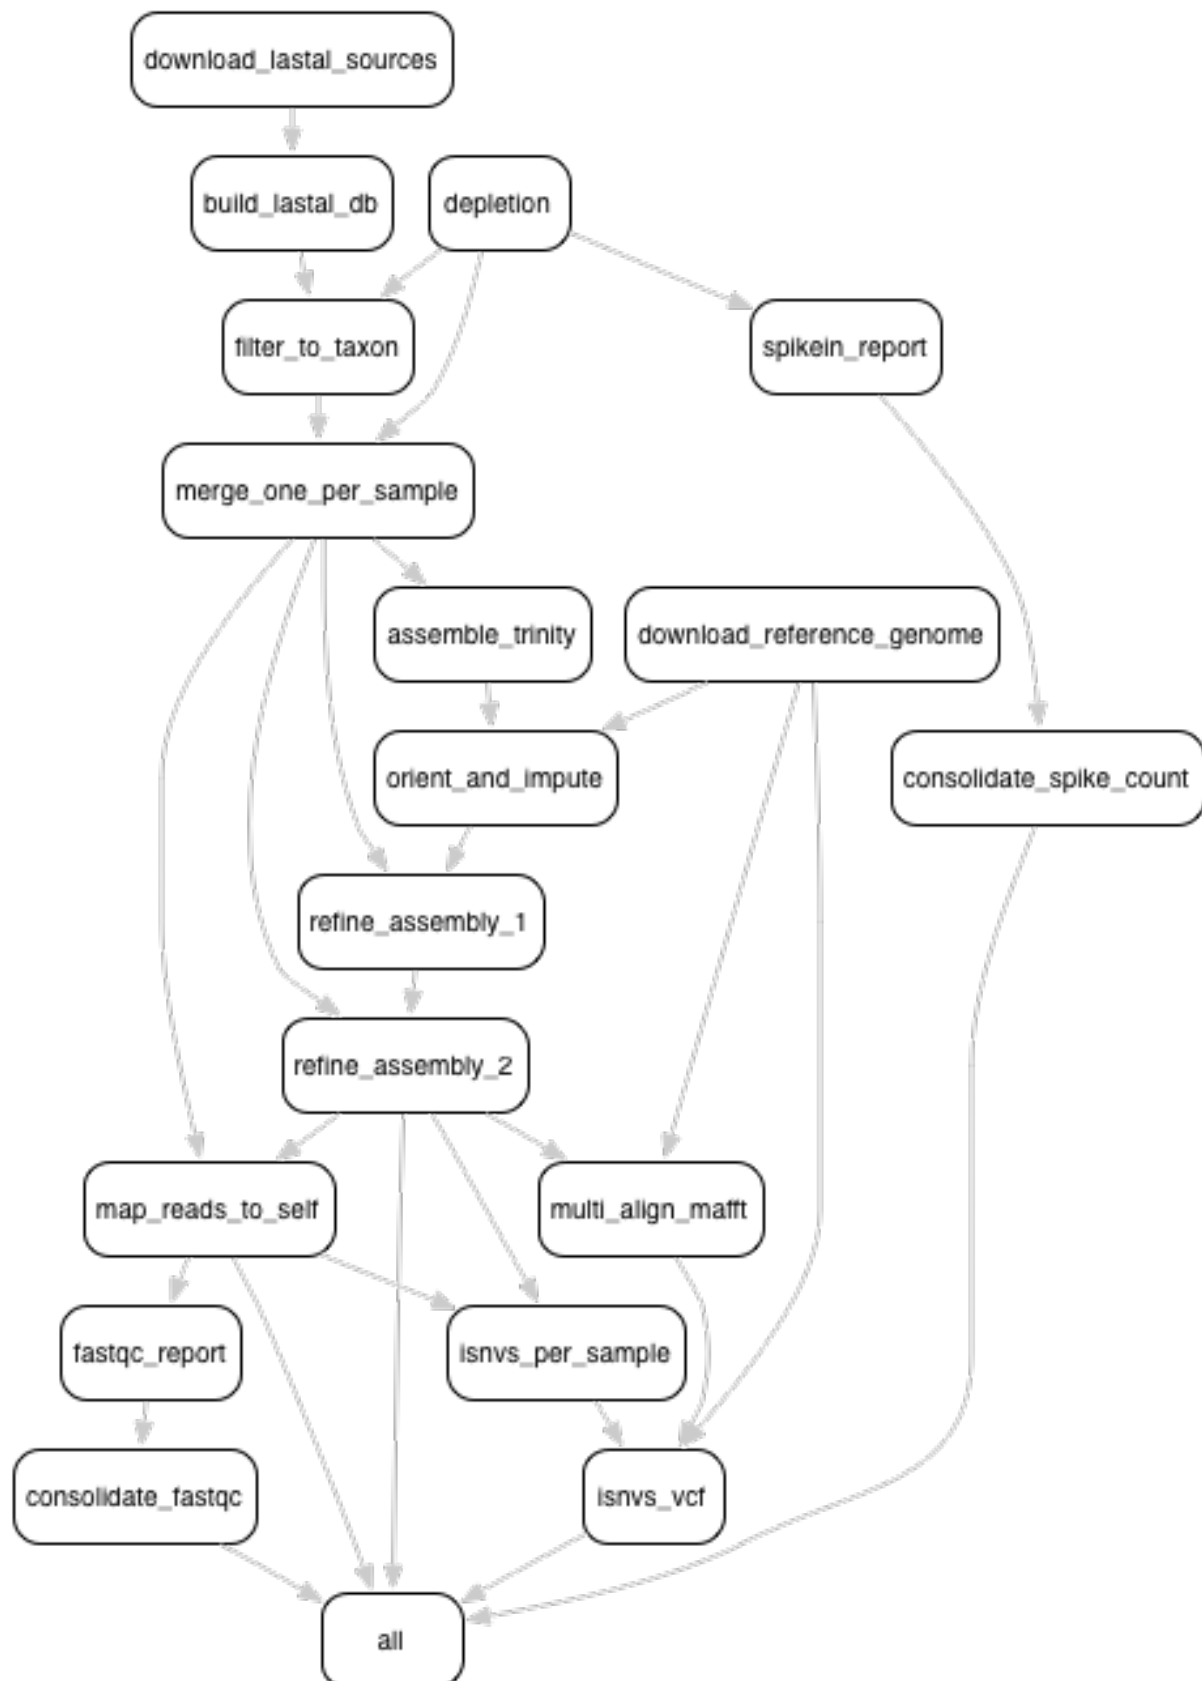 download_lastal_sources
build_lastal_db
depletion
filter_to_taxon
spikein_report
merge_one_per_sample
assemble_trinity
download_reference_genome
orient_and_impute
consolidate_spike_count
refine_assembly_1
refine_assembly_2
map_reads_to_self
multi_align_mafft
fastqc_report
isnvs_per_sample
consolidate_fastqc
isnvs_vcf
all